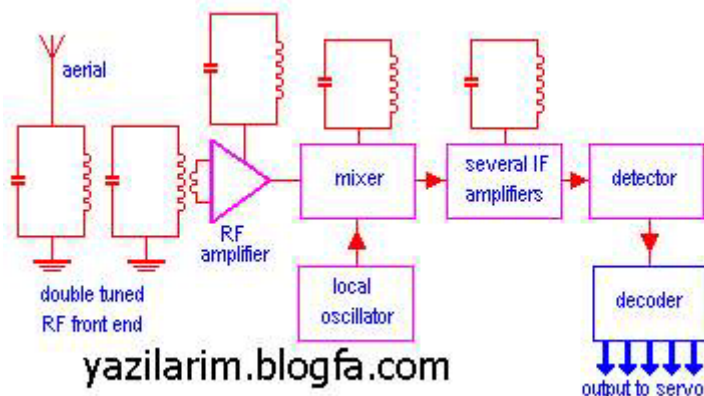 aerial
mixer
several IF
amplifiers
detector
RF
amplifier
double tuned
RF front end
local
oscillator
decoder
yazilarim.blogfa.com
output to servo